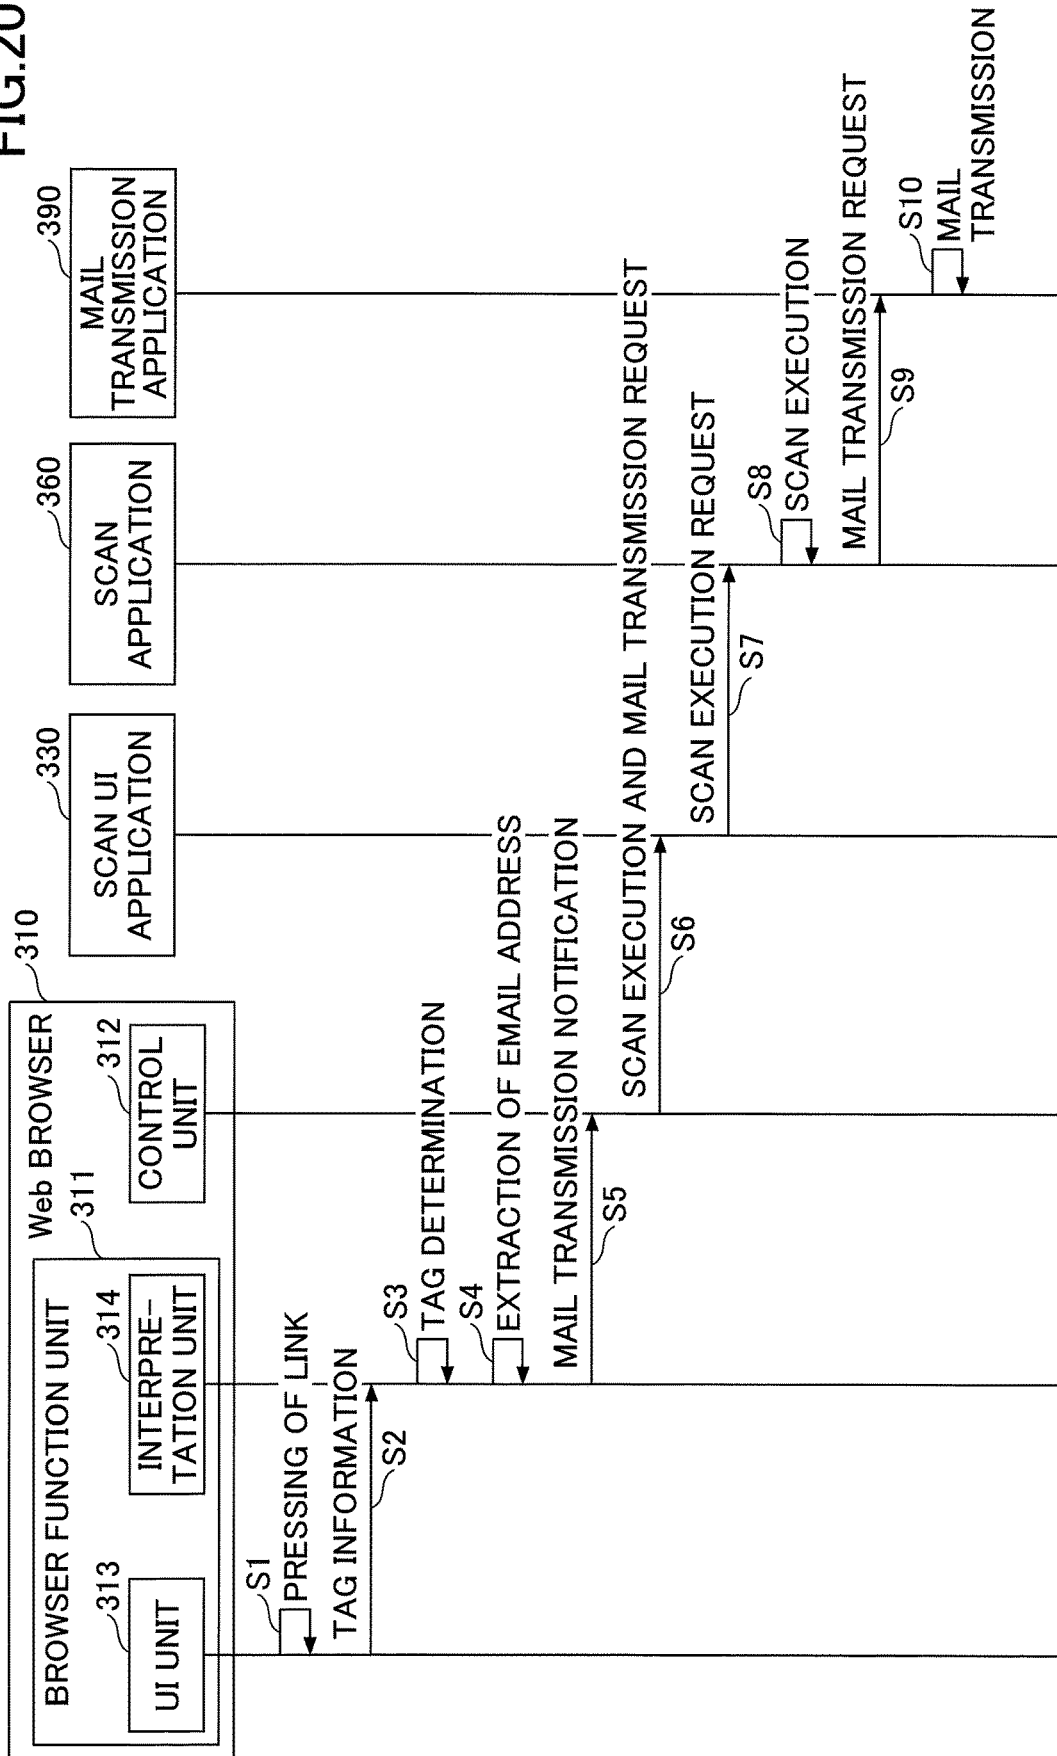 FIG.20
310
Web BROWSER
311
BROWSER FUNCTION UNIT
313
UI UNIT
314
INTERPRE-
TATION UNIT
312
CONTROL
UNIT
330
SCAN UI
APPLICATION
360
SCAN
APPLICATION
390
MAIL
TRANSMISSION
APPLICATION
S1
PRESSING OF LINK
TAG INFORMATION
S2
S3
TAG DETERMINATION
S4
EXTRACTION OF EMAIL ADDRESS
MAIL TRANSMISSION NOTIFICATION
S5
SCAN EXECUTION AND MAIL TRANSMISSION REQUEST
S6
SCAN EXECUTION REQUEST
S7
S8
SCAN EXECUTION
MAIL TRANSMISSION REQUEST
S9
S10
MAIL
TRANSMISSION